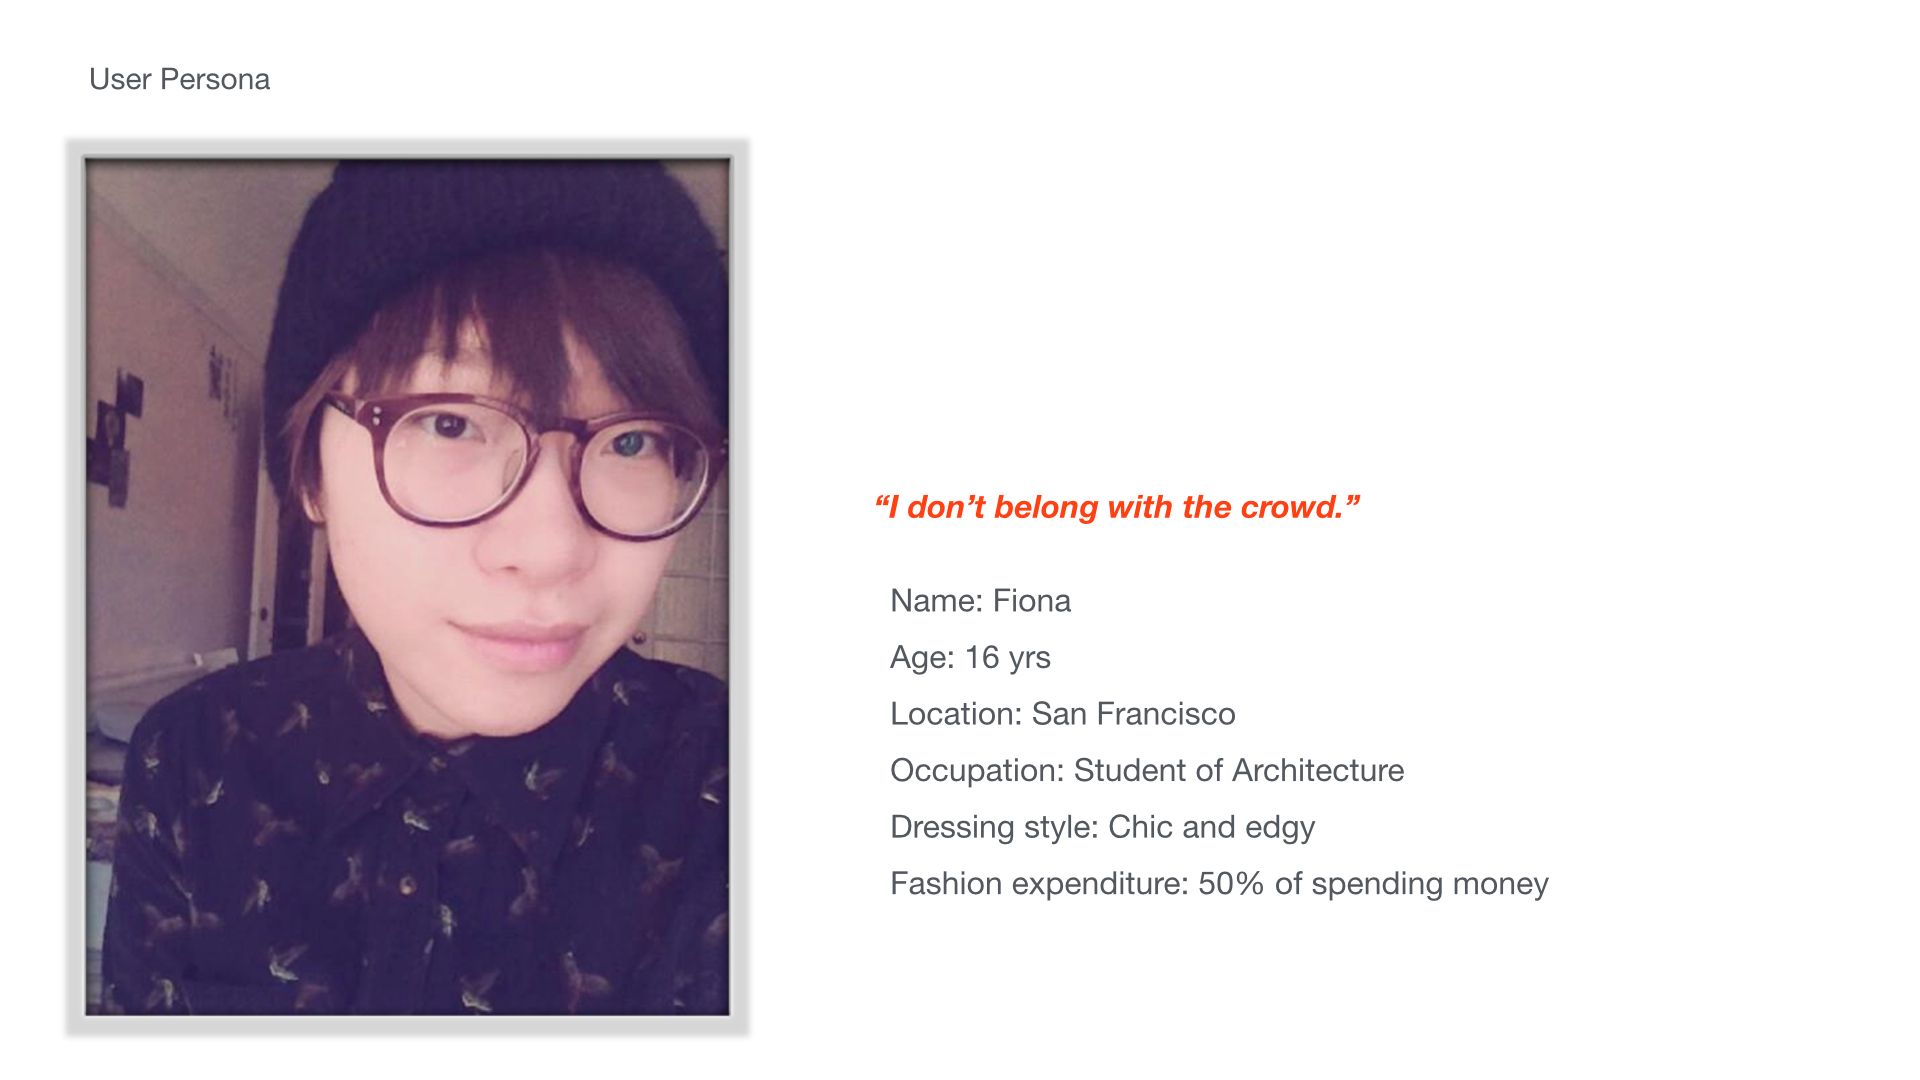 User Persona
“I don’t belong with the crowd.”
Name: Fiona
Age: 16 yrs
Location: San Francisco
Occupation: Student of Architecture
Dressing style: Chic and edgy
Fashion expenditure: 50% of spending money